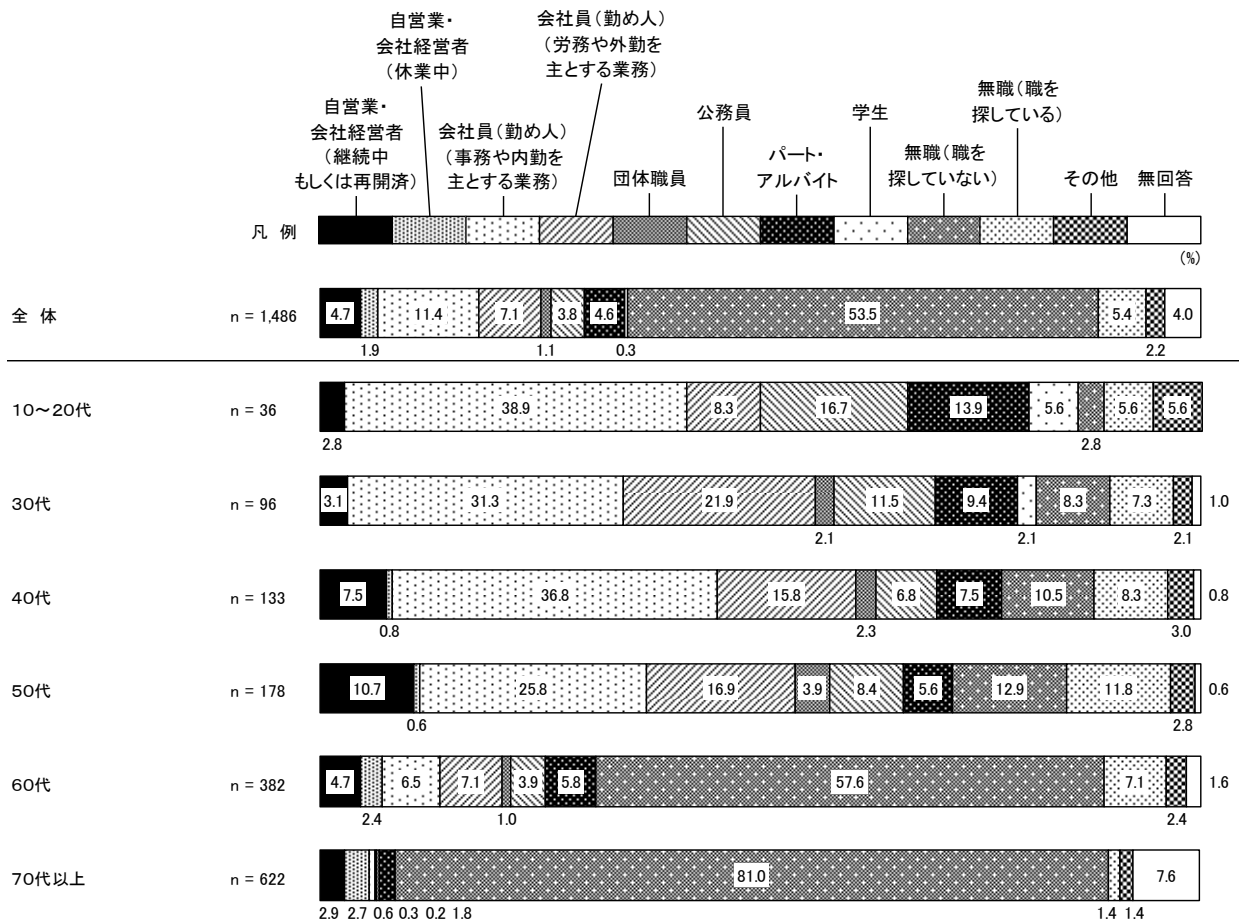 自営業・
会社経営者
(休業中)
会社員(勤め人)
(労務や外勤を
主とする業務)
自営業・
会社経営者
(継続中
もしくは再開済)
会社員(勤め人)
(事務や内勤を
主とする業務)
団体職員
公務員
パート・
アルバイト
学生
無職(職を
探していない)
無職(職を
探している)
その他
無回答
凡 例
(%)
全 体 n = 1,486 4.7 11.4 7.1 3.8 4.6 53.5 5.4 4.0
1.9 1.1 0.3 2.2
10~20代 n = 36 38.9 8.3 16.7 13.9 5.6 5.6 5.6
2.8 2.8
30代 n = 96 3.1 31.3 21.9 11.5 9.4 8.3 7.3 1.0
2.1 2.1 2.1
40代 n = 133 7.5 36.8 15.8 6.8 7.5 10.5 8.3 0.8
0.8 2.3 3.0
50代 n = 178 10.7 25.8 16.9 3.9 8.4 5.6 12.9 11.8 0.6
0.6 2.8
60代 n = 382 4.7 6.5 7.1 3.9 5.8 57.6 7.1 1.6
2.4 1.0 2.4
70代以上 n = 622 81.0 7.6
2.9 2.7 0.6 0.3 0.2 1.8 1.4 1.4